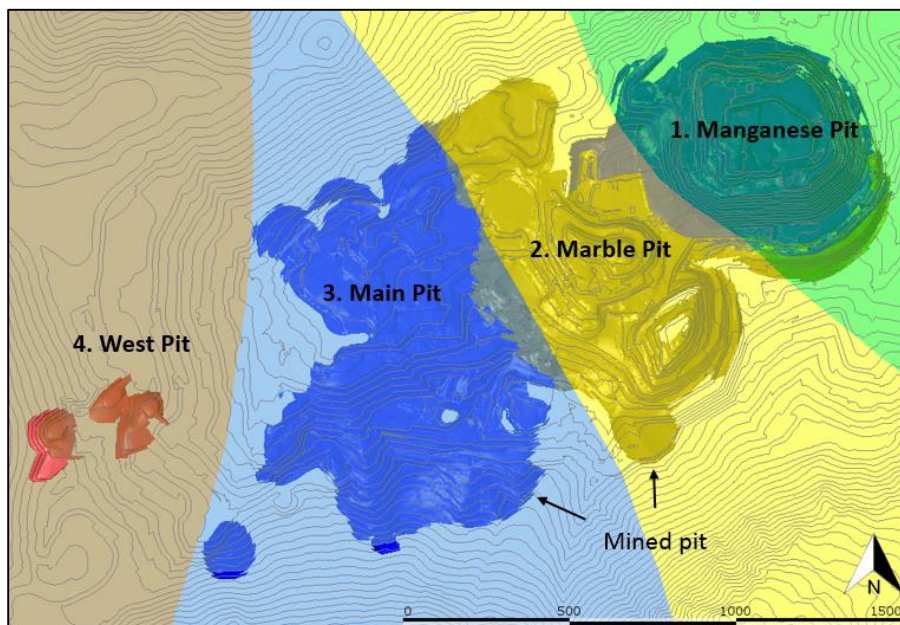 1. Manganese Pit
2. Marble Pit
3. Main Pit
4. West Pit
Mined pit
N
0 500 1000 1500